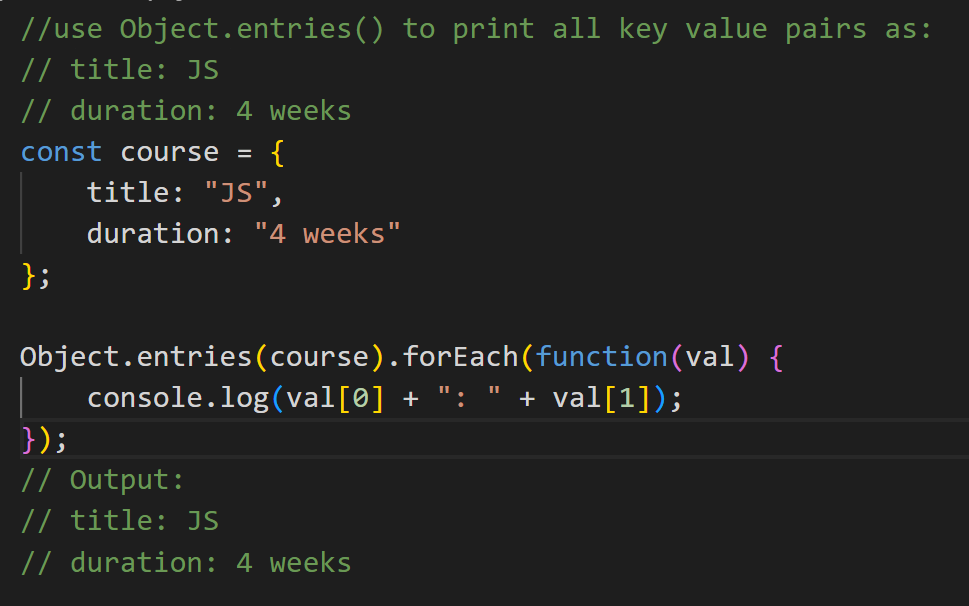 //use Object.entries() to print all key value pairs as:
// title: JS
// duration: 4 weeks
const course = {
    title: "JS",
    duration: "4 weeks"
};

Object.entries(course).forEach(function(val) {
    console.log(val[0] + ": " + val[1]);
});
// Output:
// title: JS
// duration: 4 weeks